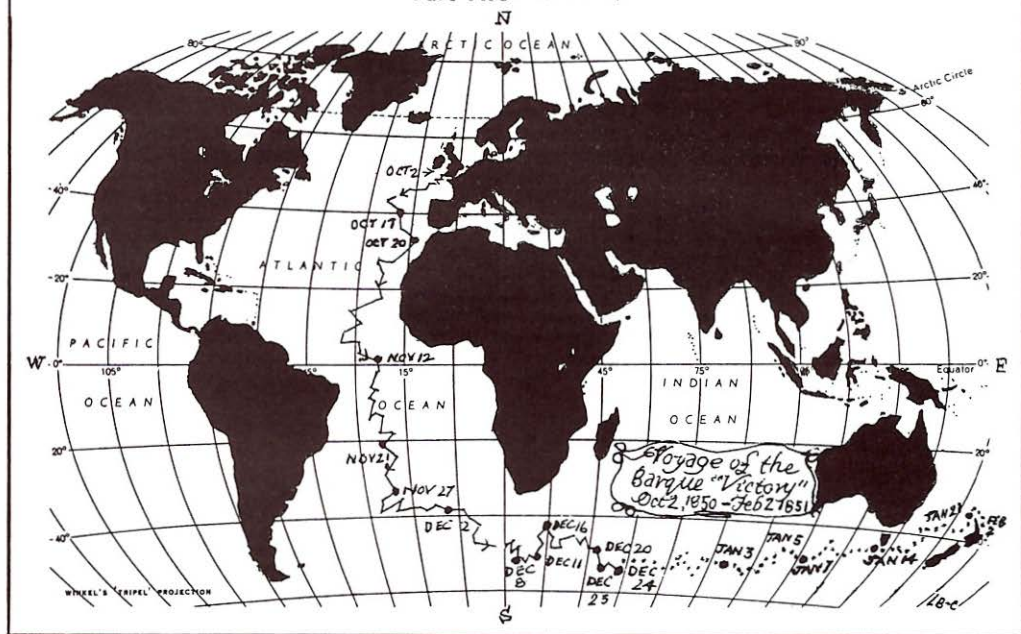 N
ARCTIC OCEAN
80° 80°
Arctic Circle
60°
OCT 2
40° 40°
OCT 17
OCT 20
ATLANTIC
20° 20°
PACIFIC
W 0° NOV 12 0° Equator E
105° 45° 15° 45° 75°
INDIAN
OCEAN OCEAN OCEAN
20° 20°
NOV 21
Voyage of the
Barque "Victory"
Oct 2, 1850 - Feb 2 1851
NOV 27
DEC 2
DEC 16
JAN 21
FEB
40° 40°
DEC 20
JAN 3
JAN 5
DEC
8
DEC 11
DEC
23
DEC
24
JAN 7
JAN 14
WINKEL'S 'TRIPEL' PROJECTION
LB-C
S